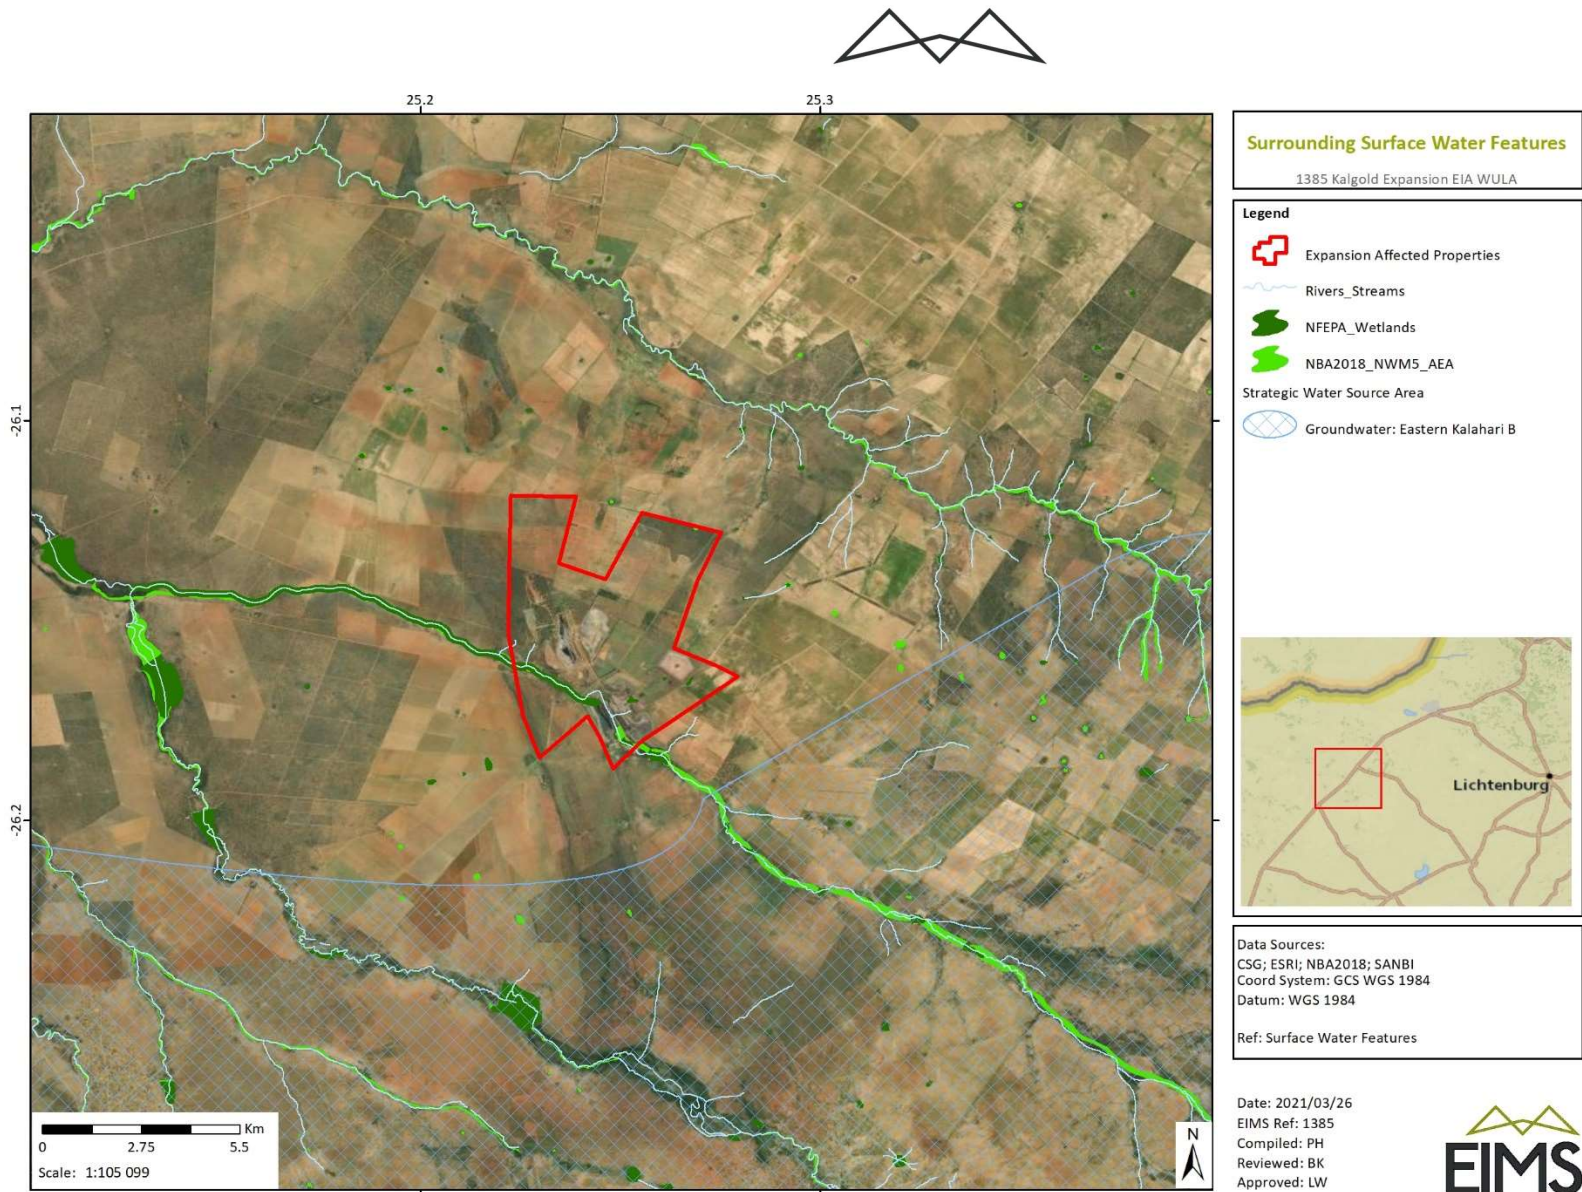 25.2
25.3
-26.1
-26.2
Surrounding Surface Water Features
1385 Kalgold Expansion EIA WULA
Legend
Expansion Affected Properties
Rivers_Streams
NFEPA_Wetlands
NBA2018_NWM5_AEA
Strategic Water Source Area
Groundwater: Eastern Kalahari B
Lichtenburg
Data Sources:
CSG; ESRI; NBA2018; SANBI
Coord System: GCS WGS 1984
Datum: WGS 1984
Ref: Surface Water Features
Km
0 2.75 5.5
Scale: 1:105 099
N
Date: 2021/03/26
EIMS Ref: 1385
Compiled: PH
Reviewed: BK
Approved: LW
EIMS